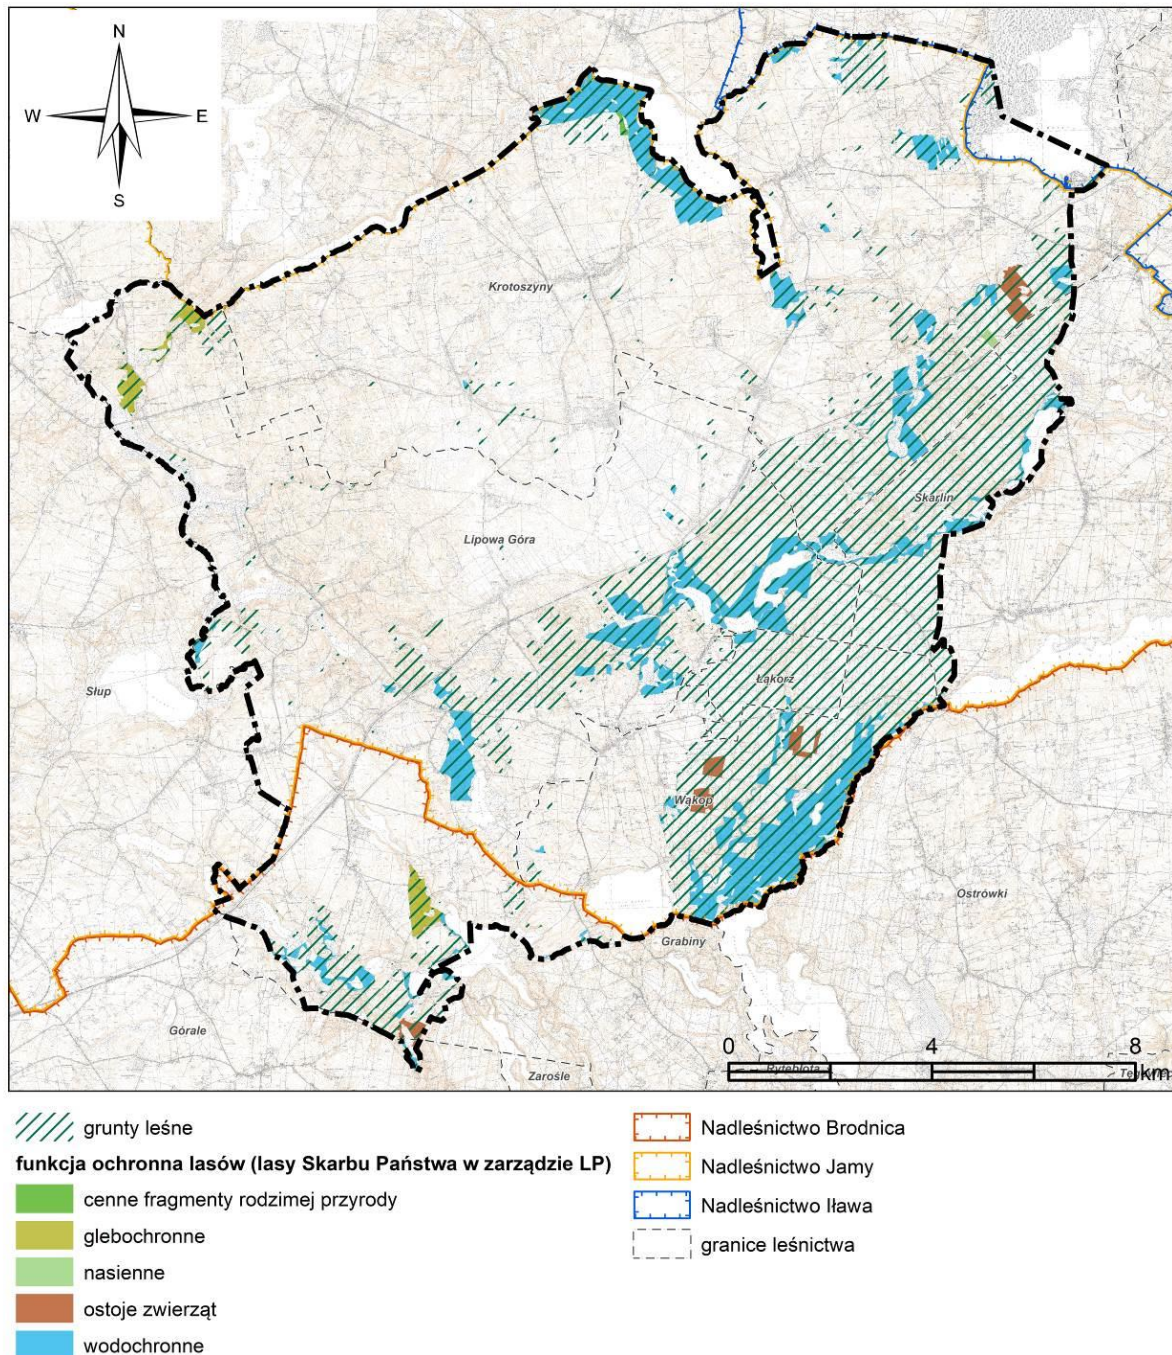 N
W E
S
Krotoszyny
Skarlin
Lipowa Góra
Łąkorz
Słup
Wąkop
Ostrówki
Grabiny
Górale
Zarośle
Rytebłota
0 4 8
km
grunty leśne
funkcja ochronna lasów (lasy Skarbu Państwa w zarządzie LP)
cenne fragmenty rodzimej przyrody
glebochronne
nasienne
ostoje zwierząt
wodochronne
Nadleśnictwo Brodnica
Nadleśnictwo Jamy
Nadleśnictwo Iława
granice leśnictwa